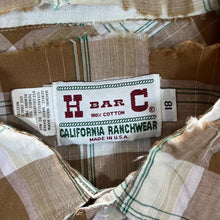 H BAR C
100% COTTON
®
CALIFORNIA RANCHWEAR
MADE IN U.S.A.
18